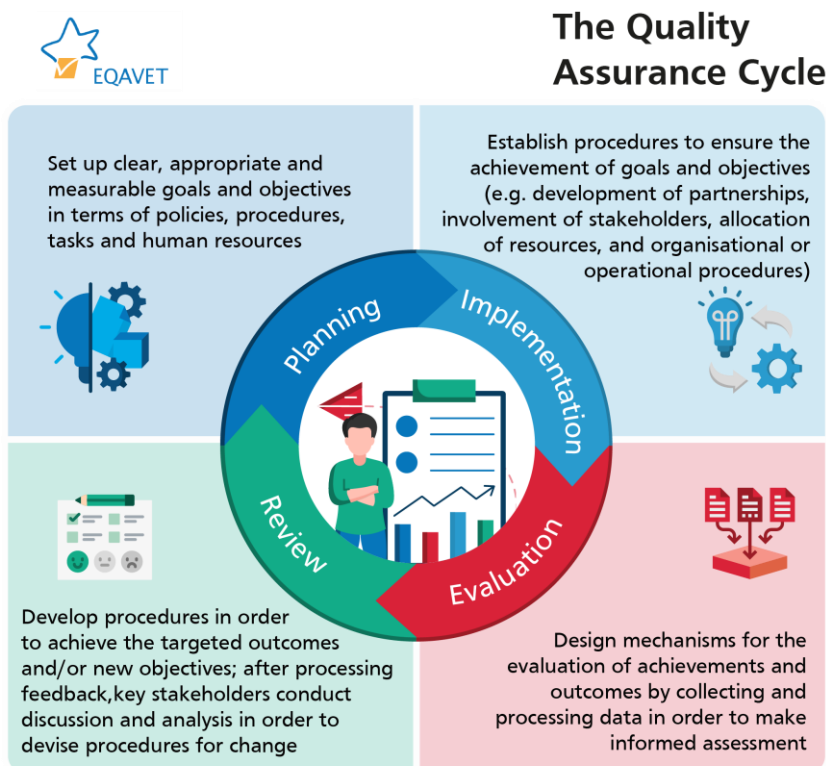 EQAVET
The Quality
Assurance Cycle
Set up clear, appropriate and
measurable goals and objectives
in terms of policies, procedures,
tasks and human resources
Establish procedures to ensure the
achievement of goals and objectives
(e.g. development of partnerships,
involvement of stakeholders, allocation
of resources, and organisational or
operational procedures)
Planning
Implementation
Review
Evaluation
Develop procedures in order
to achieve the targeted outcomes
and/or new objectives; after processing
feedback,key stakeholders conduct
discussion and analysis in order to
devise procedures for change
Design mechanisms for the
evaluation of achievements and
outcomes by collecting and
processing data in order to make
informed assessment